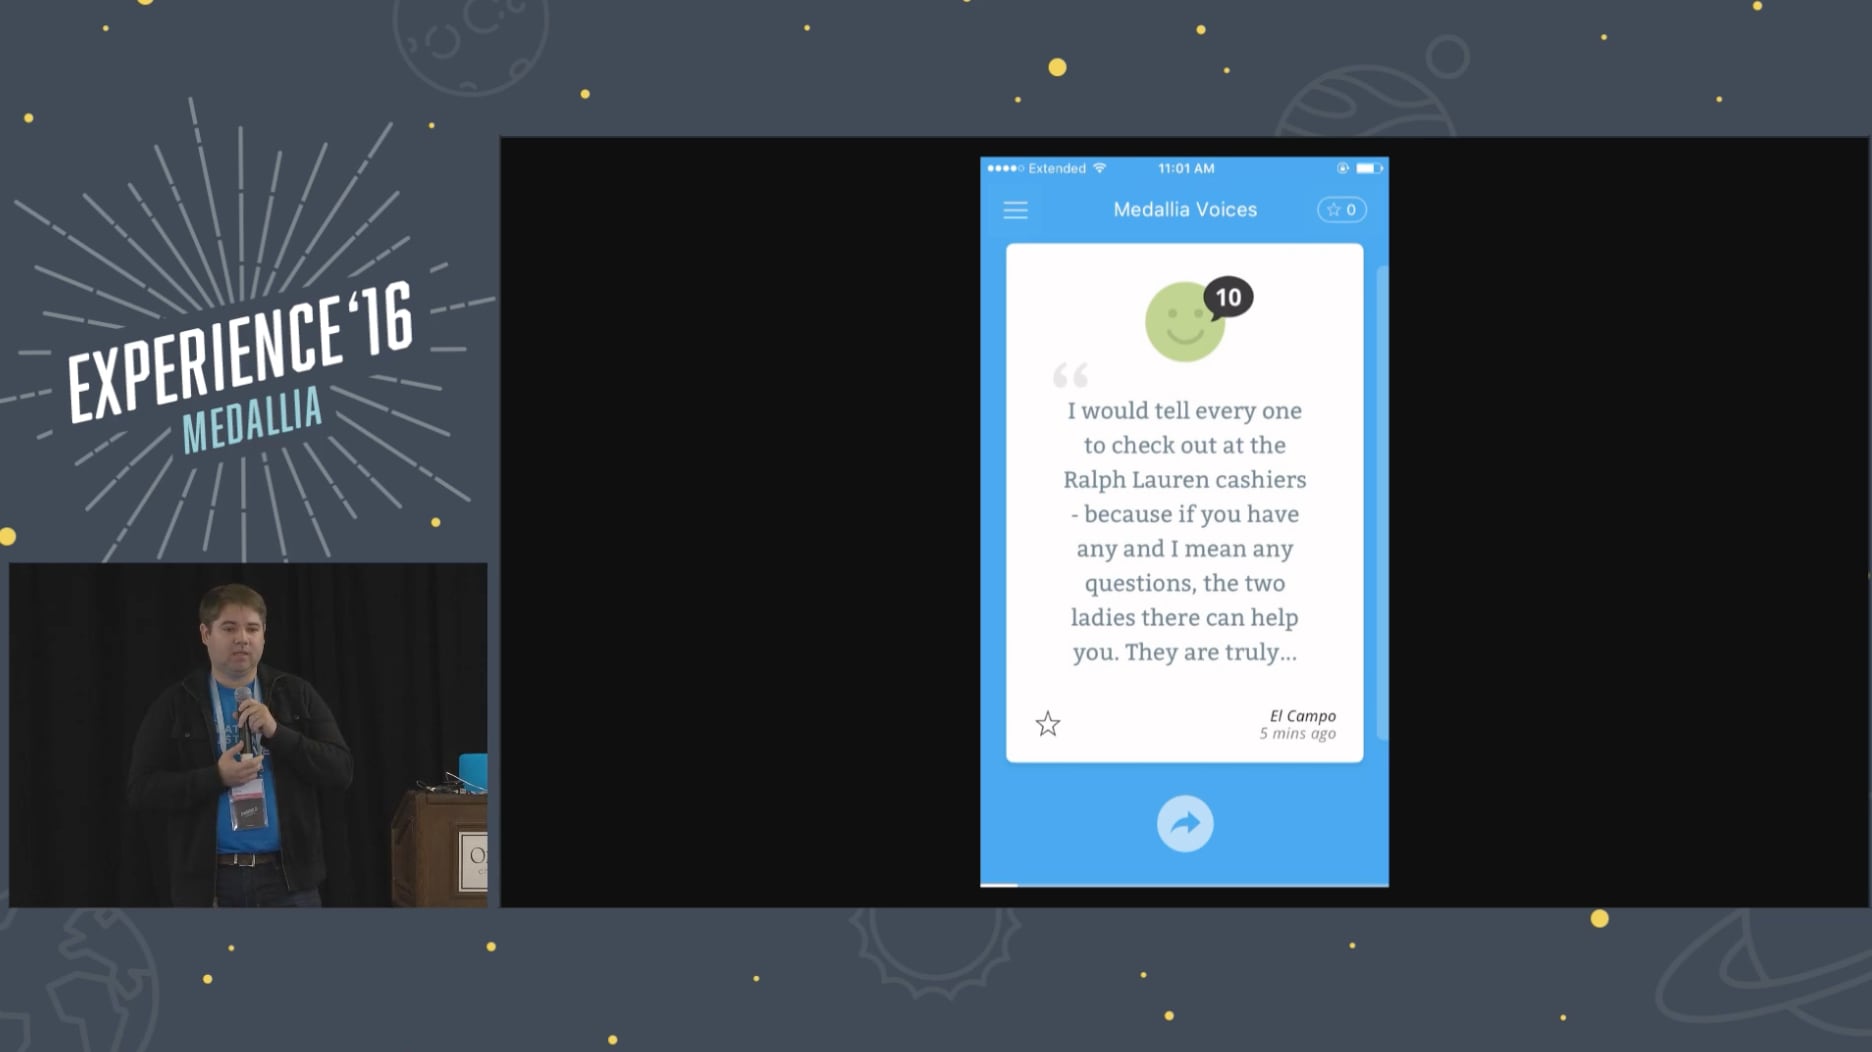 EXPERIENCE ‘16
MEDALLIA
Extended
11:01 AM
Medallia Voices
0
10
“
I would tell every one
to check out at the
Ralph Lauren cashiers
- because if you have
any and I mean any
questions, the two
ladies there can help
you. They are truly...
El Campo
5 mins ago